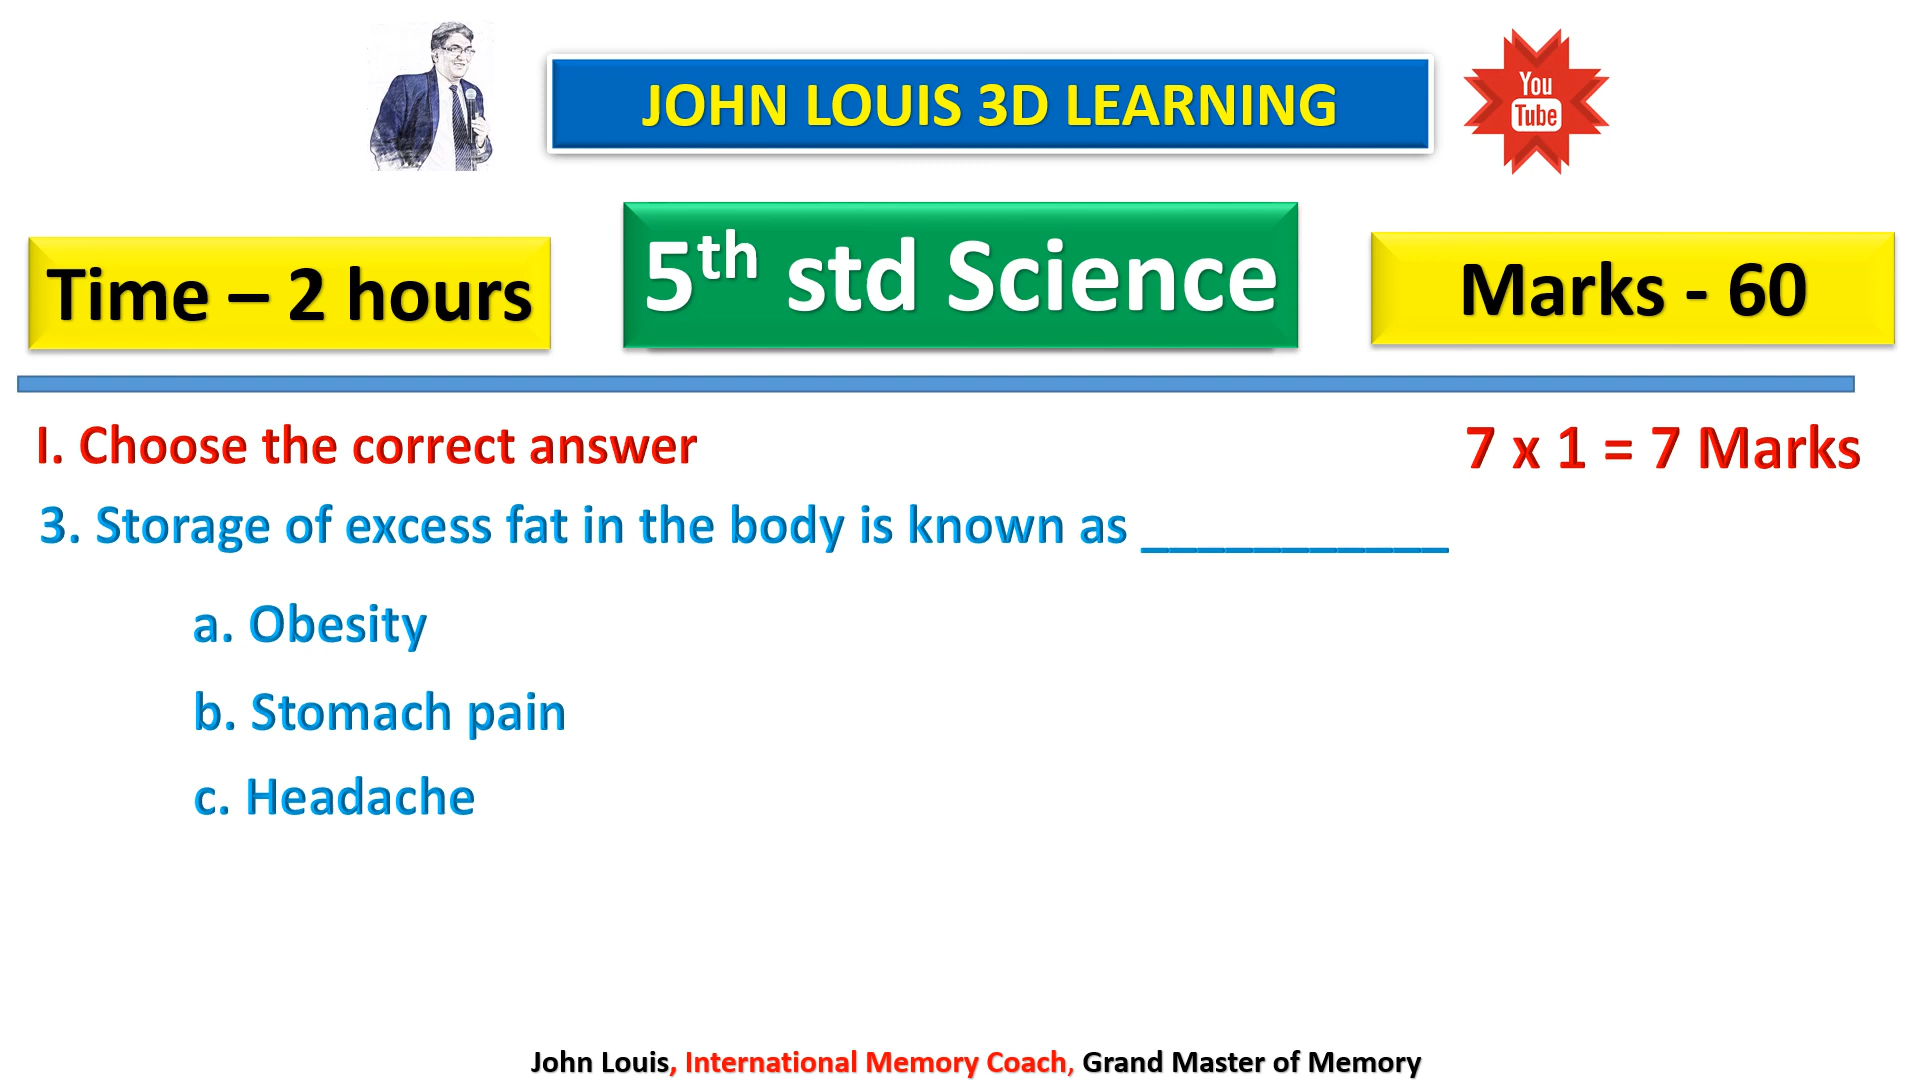 JOHN LOUIS 3D LEARNING
You
Tube
Time – 2 hours
5th std Science
Marks - 60
I. Choose the correct answer
7 x 1 = 7 Marks
3. Storage of excess fat in the body is known as ___________
a. Obesity
b. Stomach pain
c. Headache
John Louis, International Memory Coach, Grand Master of Memory